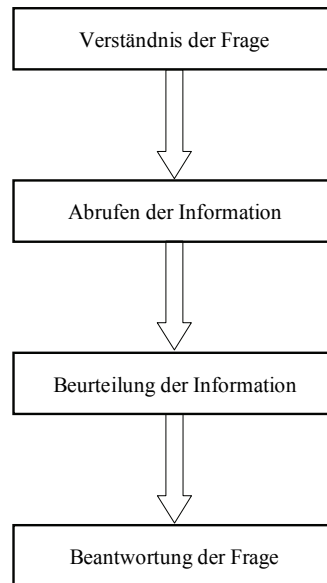 Verständnis der Frage
Abrufen der Information
Beurteilung der Information
Beantwortung der Frage